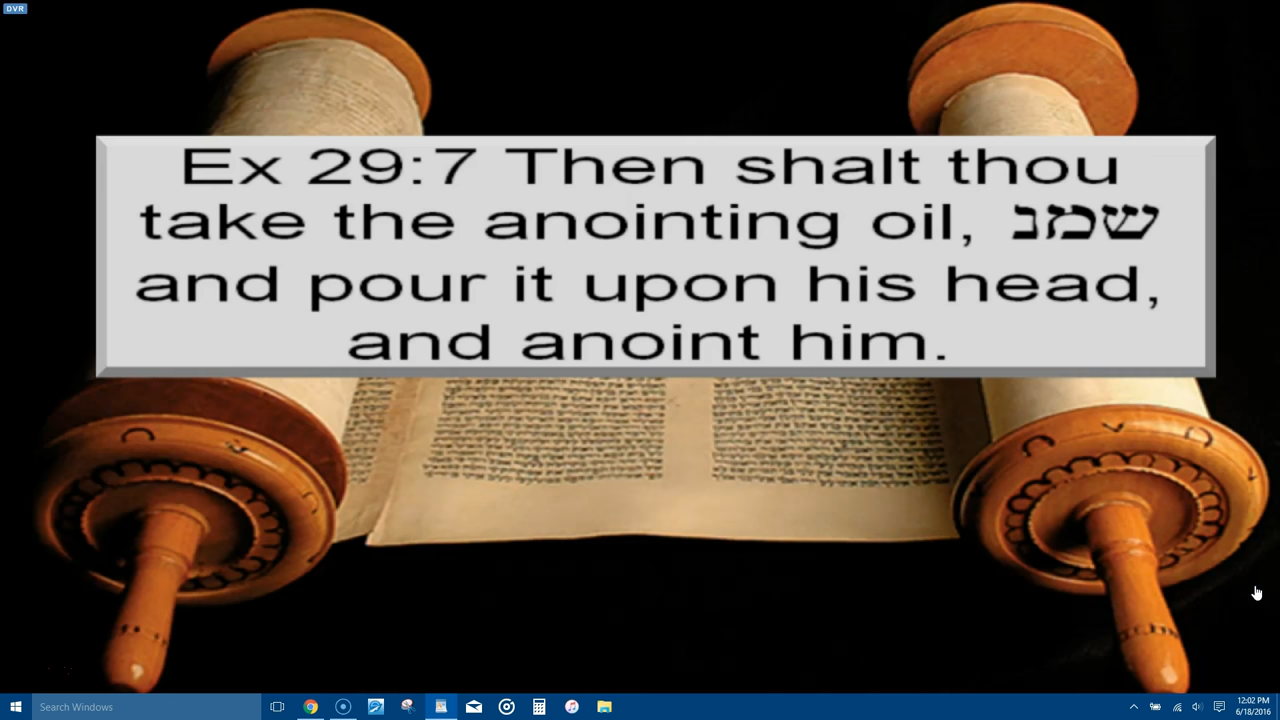 DVR
Ex 29:7 Then shalt thou
take the anointing oil, שמנ
and pour it upon his head,
and anoint him.
Search Windows
12:02 PM
6/18/2016